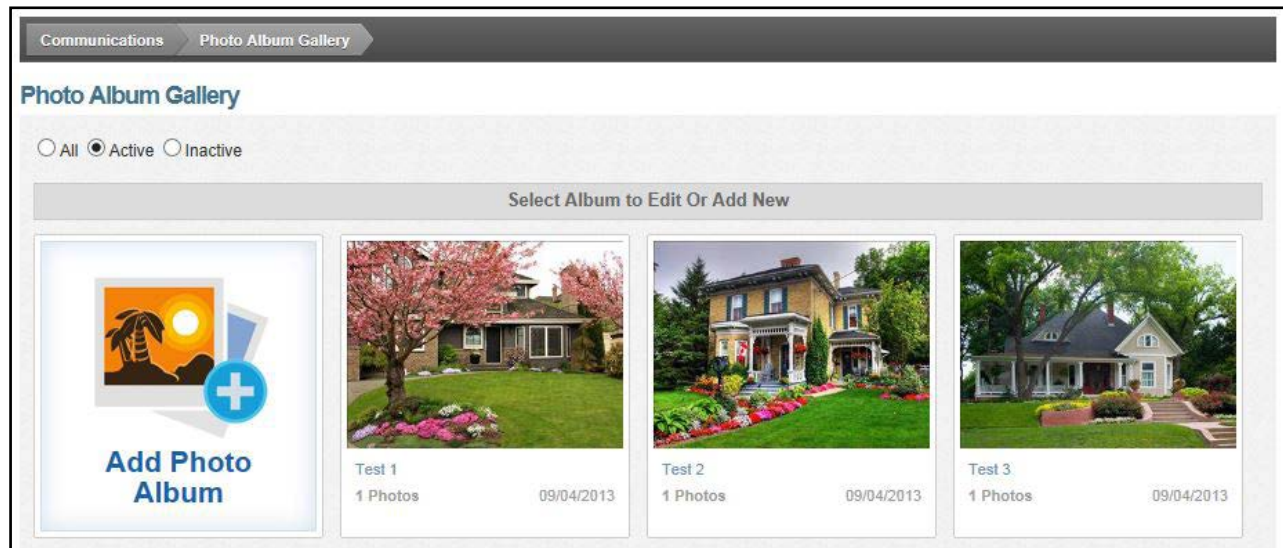 Communications Photo Album Gallery
Photo Album Gallery
All Active Inactive
Select Album to Edit Or Add New
Add Photo
Album
Test 1
1 Photos 09/04/2013
Test 2
1 Photos 09/04/2013
Test 3
1 Photos 09/04/2013